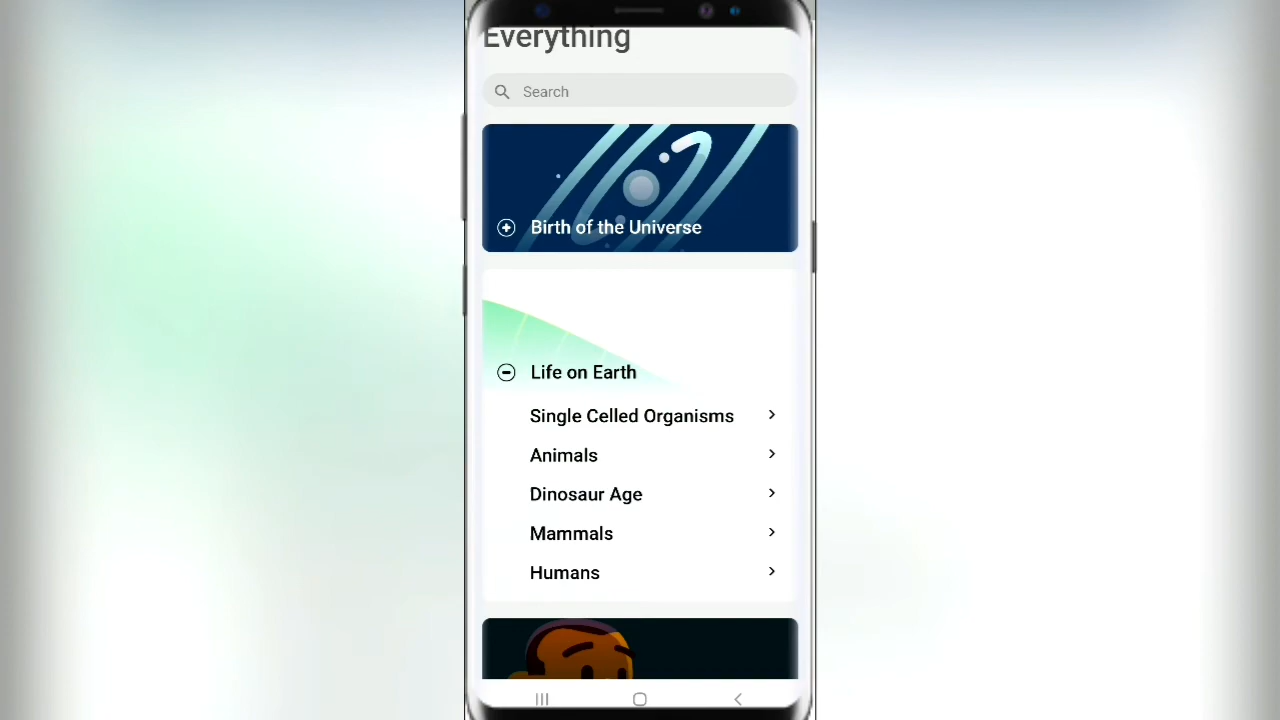 Everything
Search
Birth of the Universe
Life on Earth
Single Celled Organisms
Animals
Dinosaur Age
Mammals
Humans